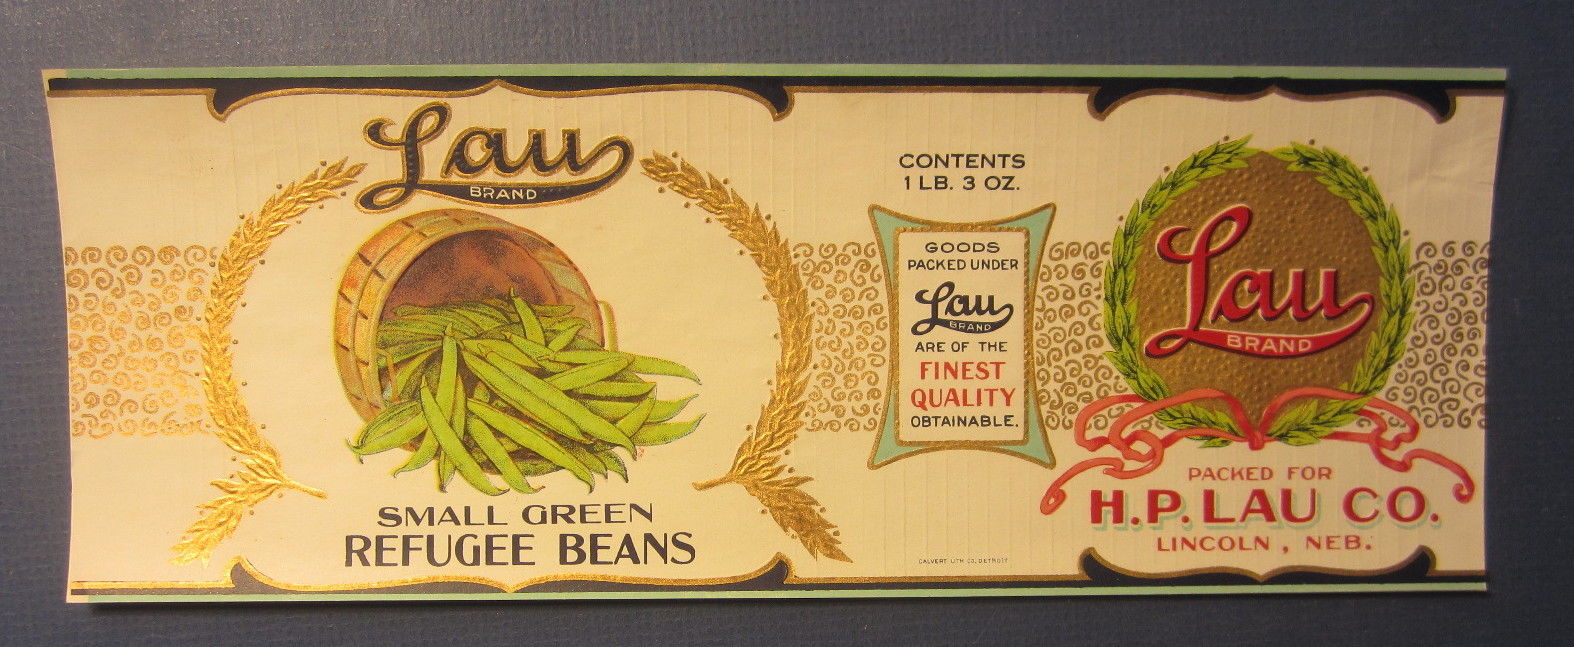 Lau
BRAND
SMALL GREEN
REFUGEE BEANS
CONTENTS
1 LB. 3 OZ.
GOODS
PACKED UNDER
Lau
BRAND
ARE OF THE
FINEST
QUALITY
OBTAINABLE.
CALVERT LITH CO. DETROIT
Lau
BRAND
PACKED FOR
H.P. LAU CO.
LINCOLN, NEB.